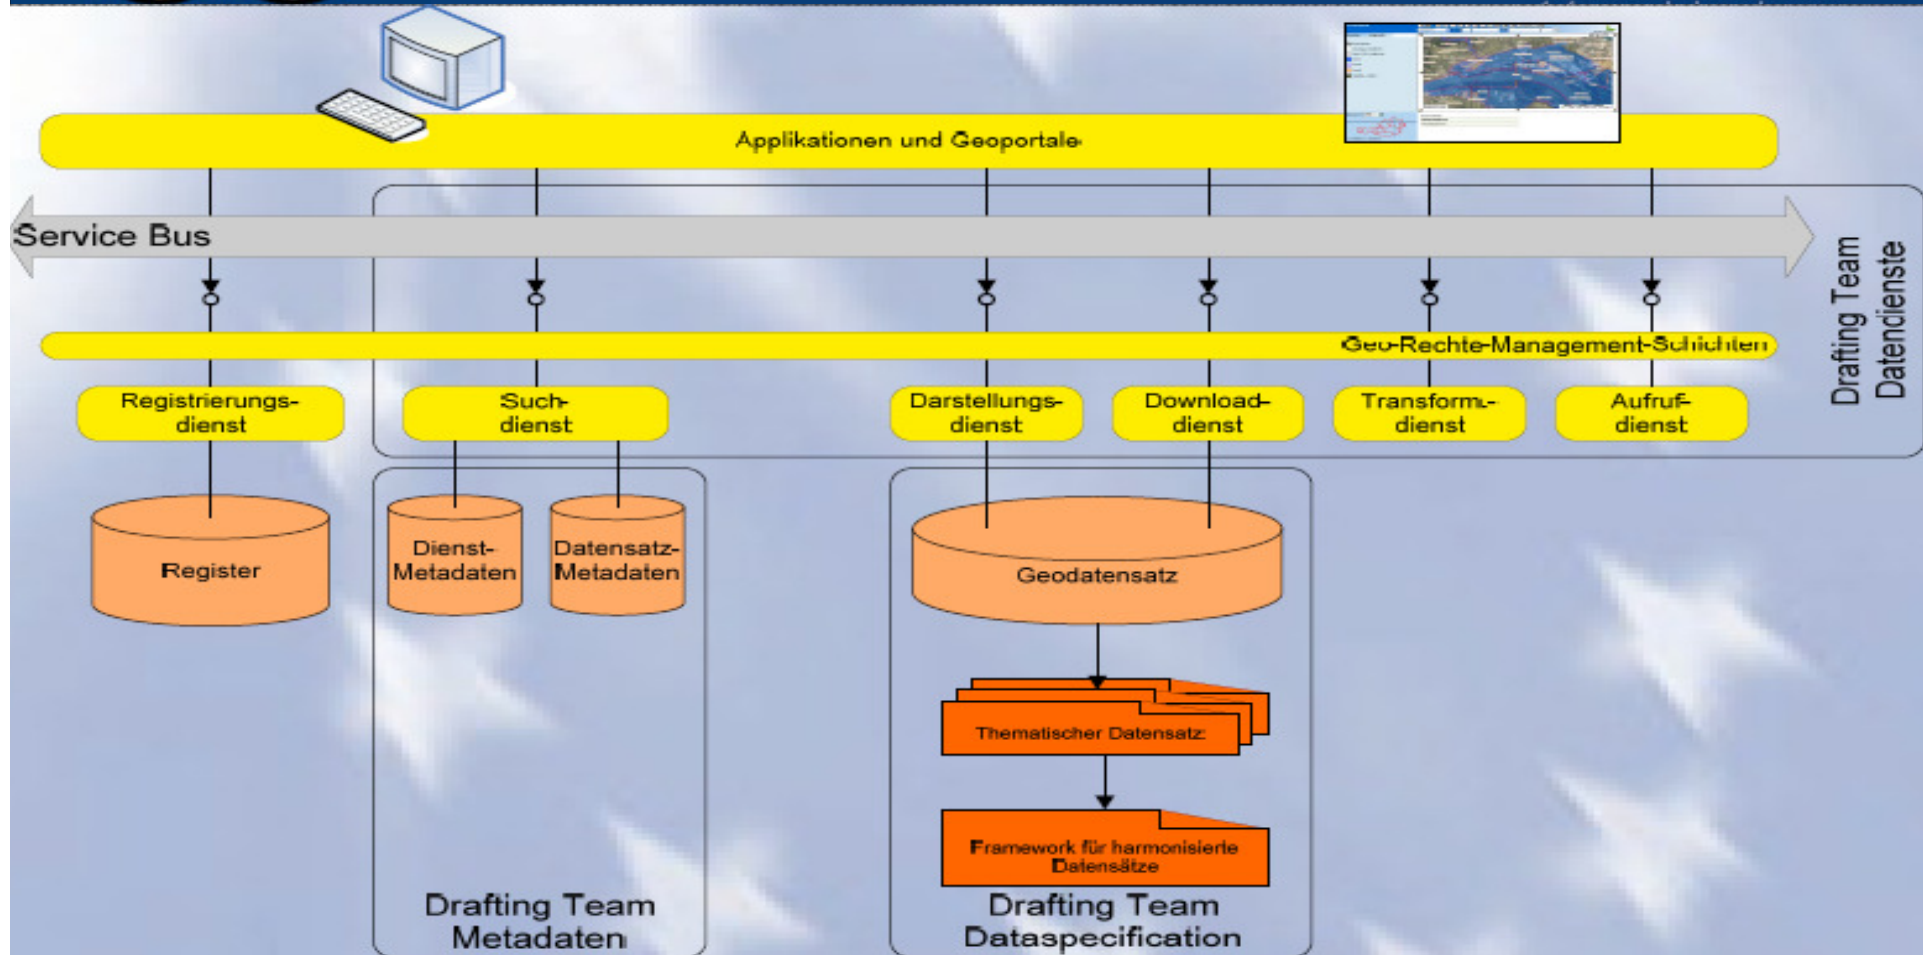 Applikationen und Geoportale
Service Bus
Drafting Team
Datendienste
Geo-Rechte-Management-Schichten
Registrierungs-
dienst
Such-
dienst
Darstellungs-
dienst
Download-
dienst
Transform.-
dienst
Aufruf-
dienst
Register
Dienst-
Metadaten
Datensatz-
Metadaten
Geodatensatz
Thematischer Datensatz
Framework für harmonisierte
Datensätze
Drafting Team
Metadaten
Drafting Team
Dataspecification